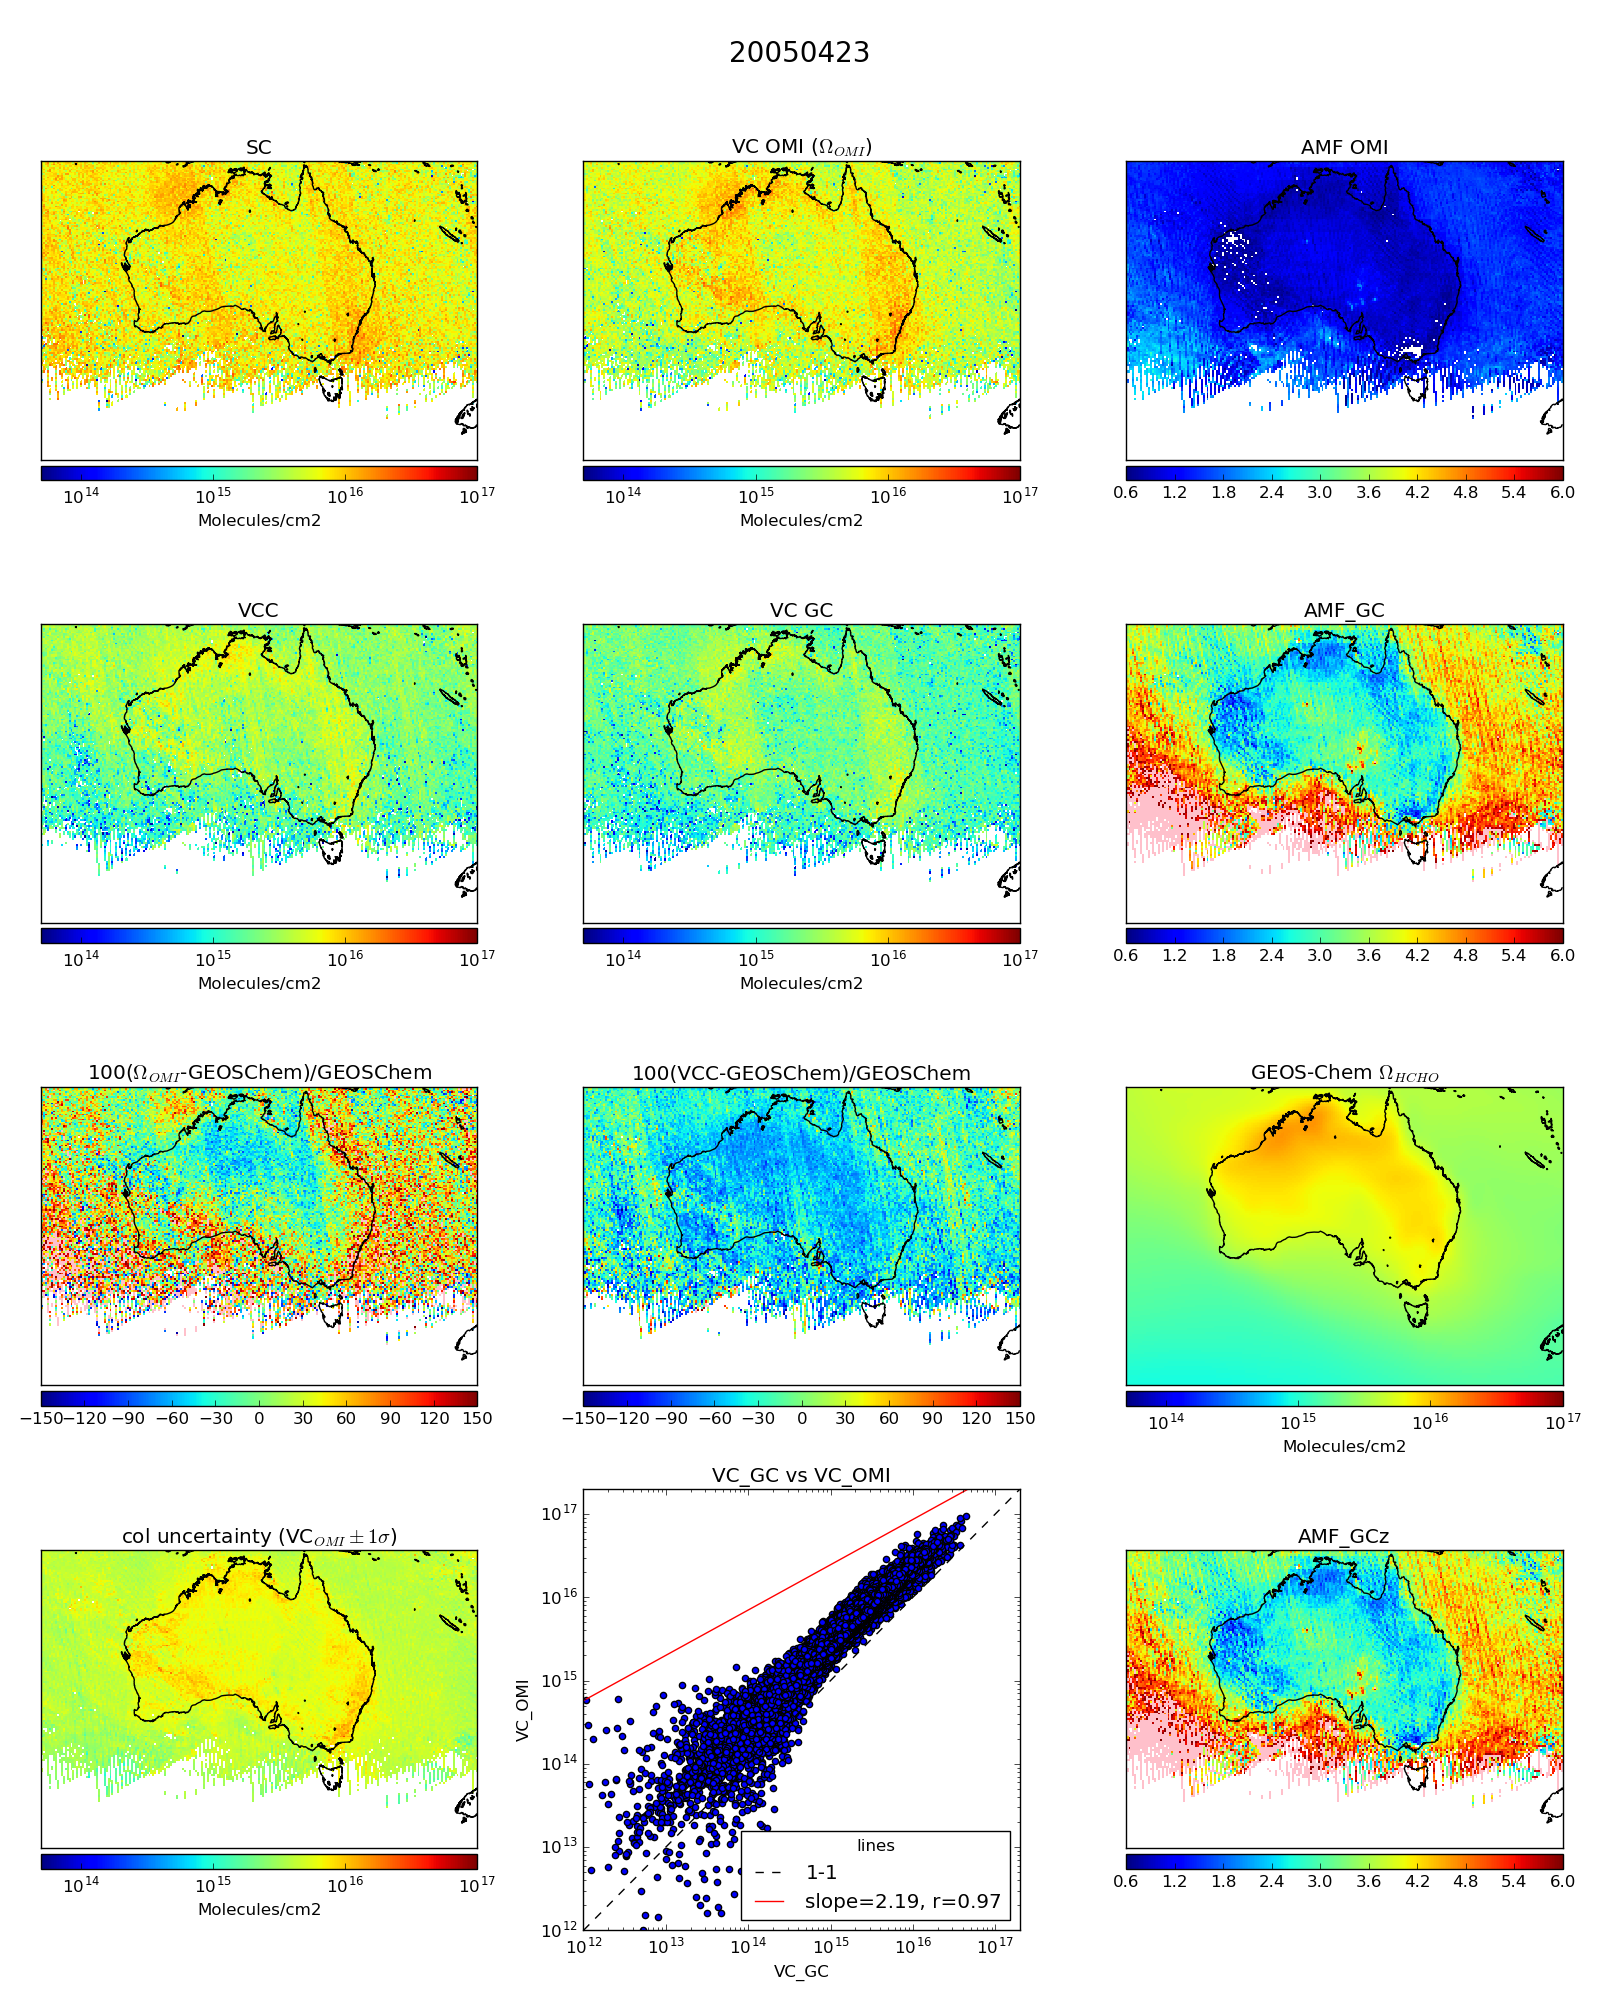 20050423
SC
VC OMI (Ω_OMI)
AMF OMI
10^14 10^15 10^16 10^17
Molecules/cm2
10^14 10^15 10^16 10^17
Molecules/cm2
0.6 1.2 1.8 2.4 3.0 3.6 4.2 4.8 5.4 6.0
VCC
VC GC
AMF_GC
10^14 10^15 10^16 10^17
Molecules/cm2
10^14 10^15 10^16 10^17
Molecules/cm2
0.6 1.2 1.8 2.4 3.0 3.6 4.2 4.8 5.4 6.0
100(Ω_OMI-GEOSChem)/GEOSChem
100(VCC-GEOSChem)/GEOSChem
GEOS-Chem Ω_HCHO
−150 −120 −90 −60 −30 0 30 60 90 120 150
−150 −120 −90 −60 −30 0 30 60 90 120 150
10^14 10^15 10^16 10^17
Molecules/cm2
col uncertainty (VC_OMI ± 1σ)
10^14 10^15 10^16 10^17
Molecules/cm2
VC_GC vs VC_OMI
VC_OMI
10^17
10^16
10^15
10^14
10^13
10^12
lines
1-1
slope=2.19, r=0.97
10^12 10^13 10^14 10^15 10^16 10^17
VC_GC
AMF_GCz
0.6 1.2 1.8 2.4 3.0 3.6 4.2 4.8 5.4 6.0